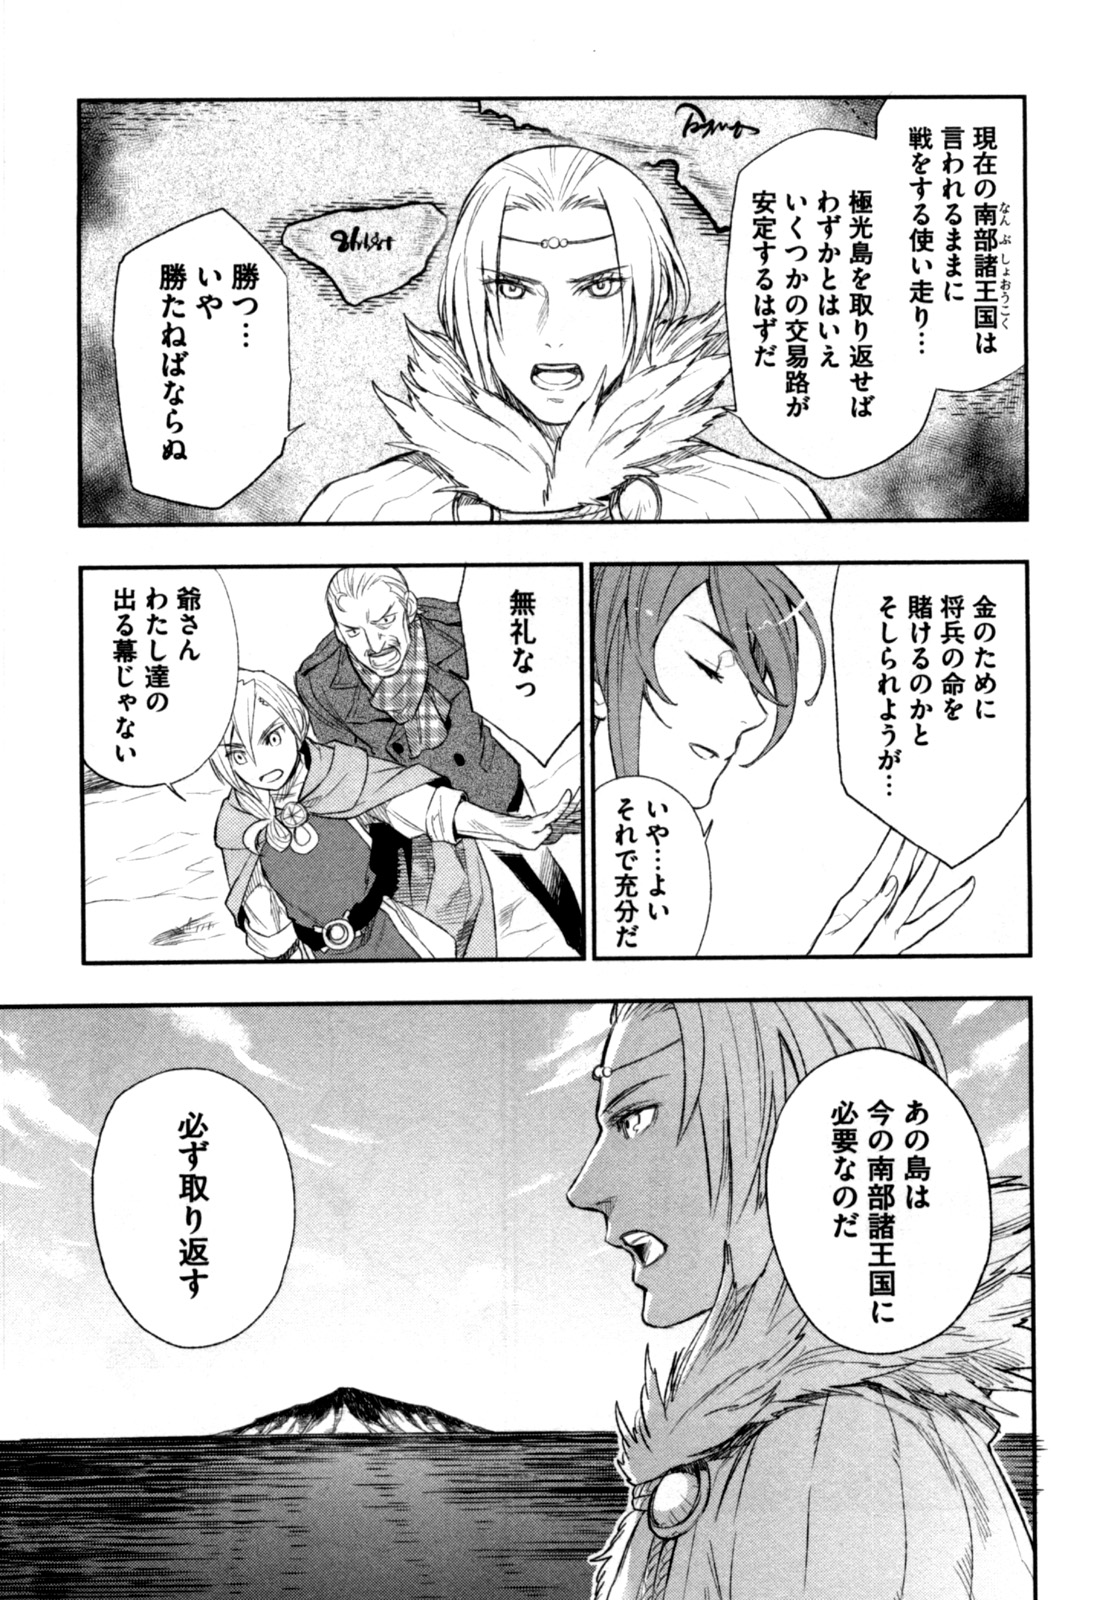 現在の南部諸王国は
言われるままに
戦をする使い走り…
極光島を取り返せば
わずかとはいえ
いくつかの交易路が
安定するはずだ
勝つ…
いや
勝たねばならぬ
金のために
将兵の命を
賭けるのかと
そしられようが…
いや…よい
それで充分だ
無礼なっ
爺さん
わたし達の
出る幕じゃない
あの島は
今の南部諸王国に
必要なのだ
必ず取り返す